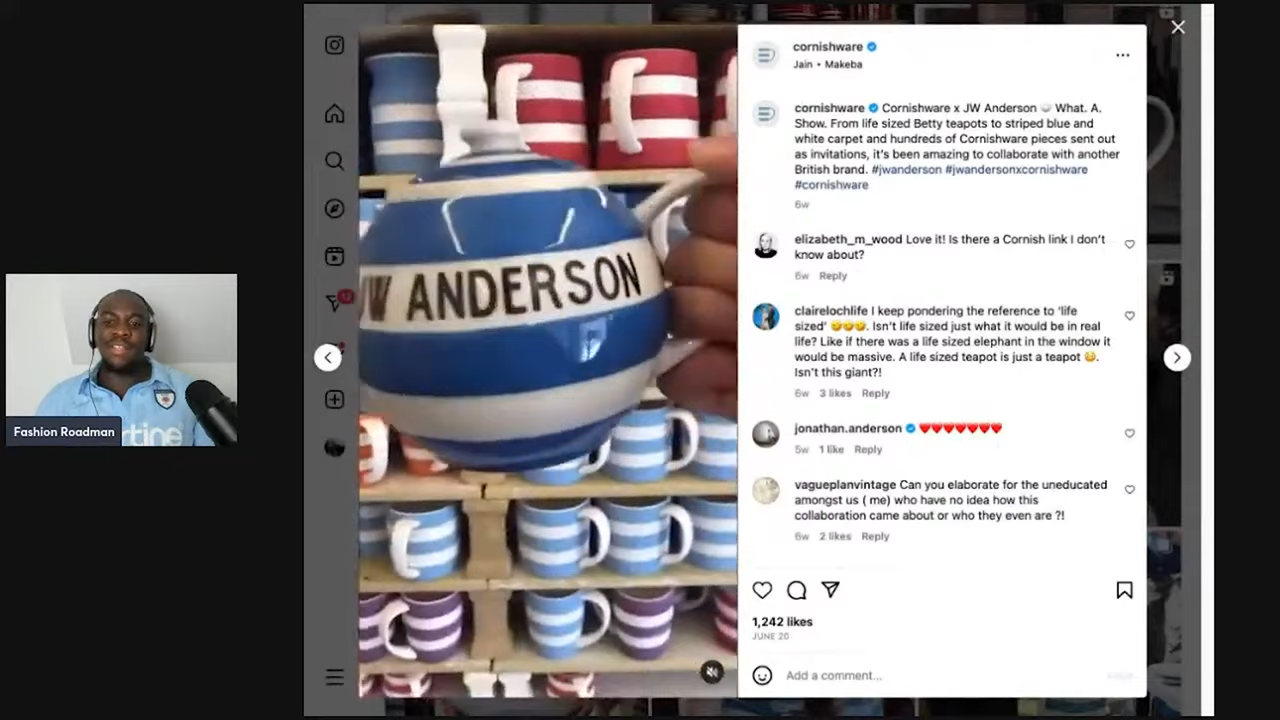 cornishware
Jain • Makeba
cornishware Cornishware x JW Anderson 🤍 What. A.
Show. From life sized Betty teapots to striped blue and
white carpet and hundreds of Cornishware pieces sent out
as invitations, it's been amazing to collaborate with another
British brand. #jwanderson #jwandersonxcornishware
#cornishware
6w
elizabeth_m_wood Love it! Is there a Cornish link I don't
know about?
6w Reply
clairelochlife I keep pondering the reference to 'life
sized' 🤣🤣🤣. Isn't life sized just what it would be in real
life? Like if there was a life sized elephant in the window it
would be massive. A life sized teapot is just a teapot 😳.
Isn't this giant?!
6w 3 likes Reply
jonathan.anderson ❤️❤️❤️❤️❤️❤️❤️
5w 1 like Reply
vagueplanvintage Can you elaborate for the uneducated
amongst us ( me) who have no idea how this
collaboration came about or who they even are ?!
6w 2 likes Reply
1,242 likes
JUNE 20
Add a comment...
JW ANDERSON
Fashion Roadman
rtine